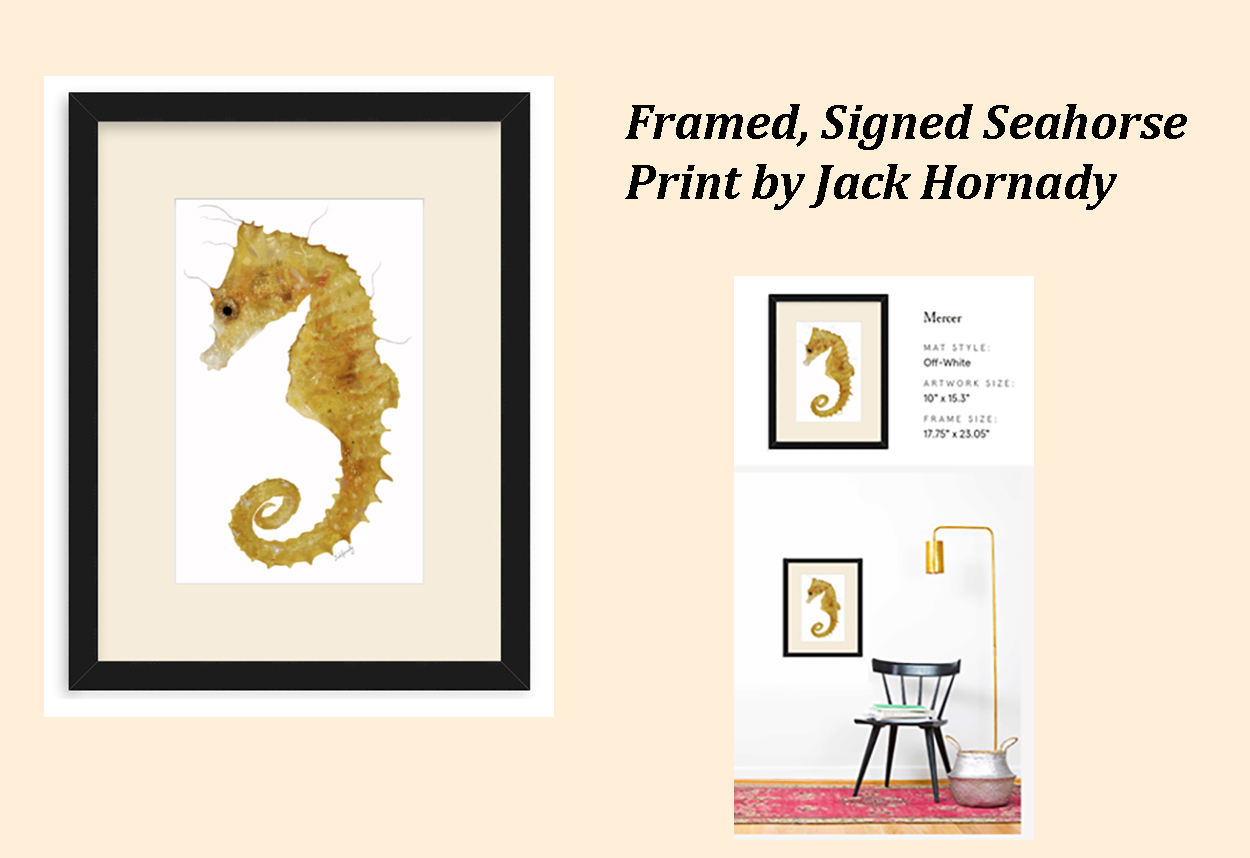 Framed, Signed Seahorse
Print by Jack Hornady
Mercer
MAT STYLE:
Off-White
ARTWORK SIZE:
10" x 15.3"
FRAME SIZE:
17.75" x 23.05"